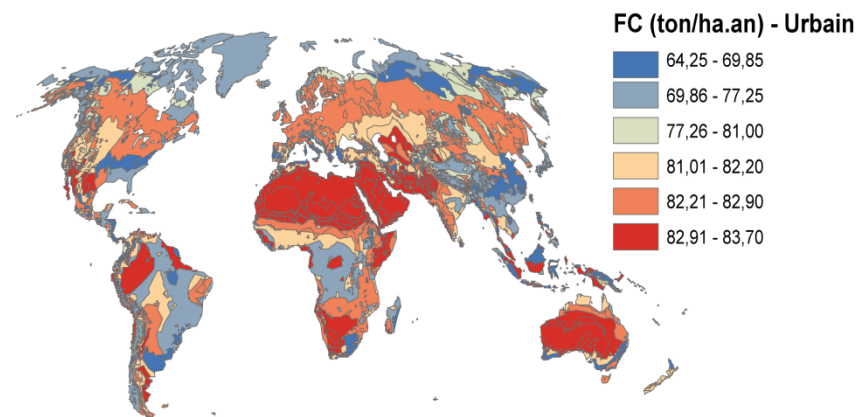 FC (ton/ha.an) - Urbain
64,25 - 69,85
69,86 - 77,25
77,26 - 81,00
81,01 - 82,20
82,21 - 82,90
82,91 - 83,70